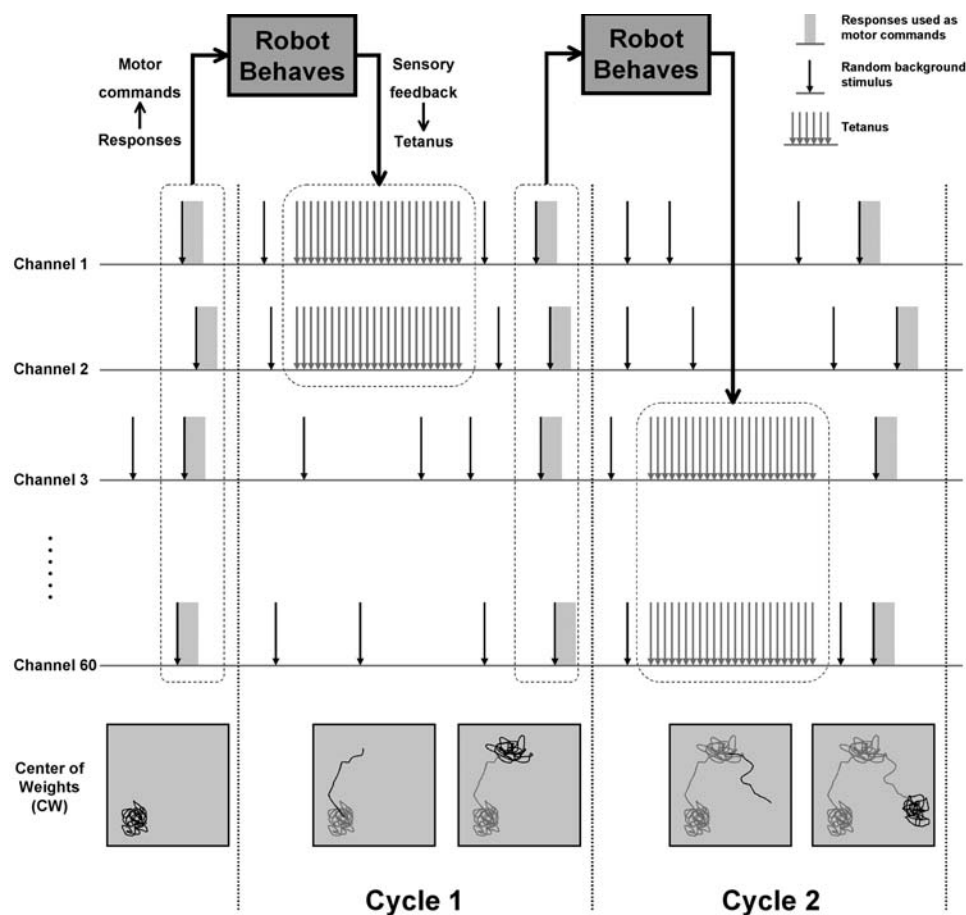 Robot
Behaves
Robot
Behaves
Motor
commands
Responses
Sensory
feedback
Tetanus
Responses used as
motor commands
Random background
stimulus
Tetanus
Channel 1
Channel 2
Channel 3
Channel 60
Center of
Weights
(CW)
Cycle 1
Cycle 2